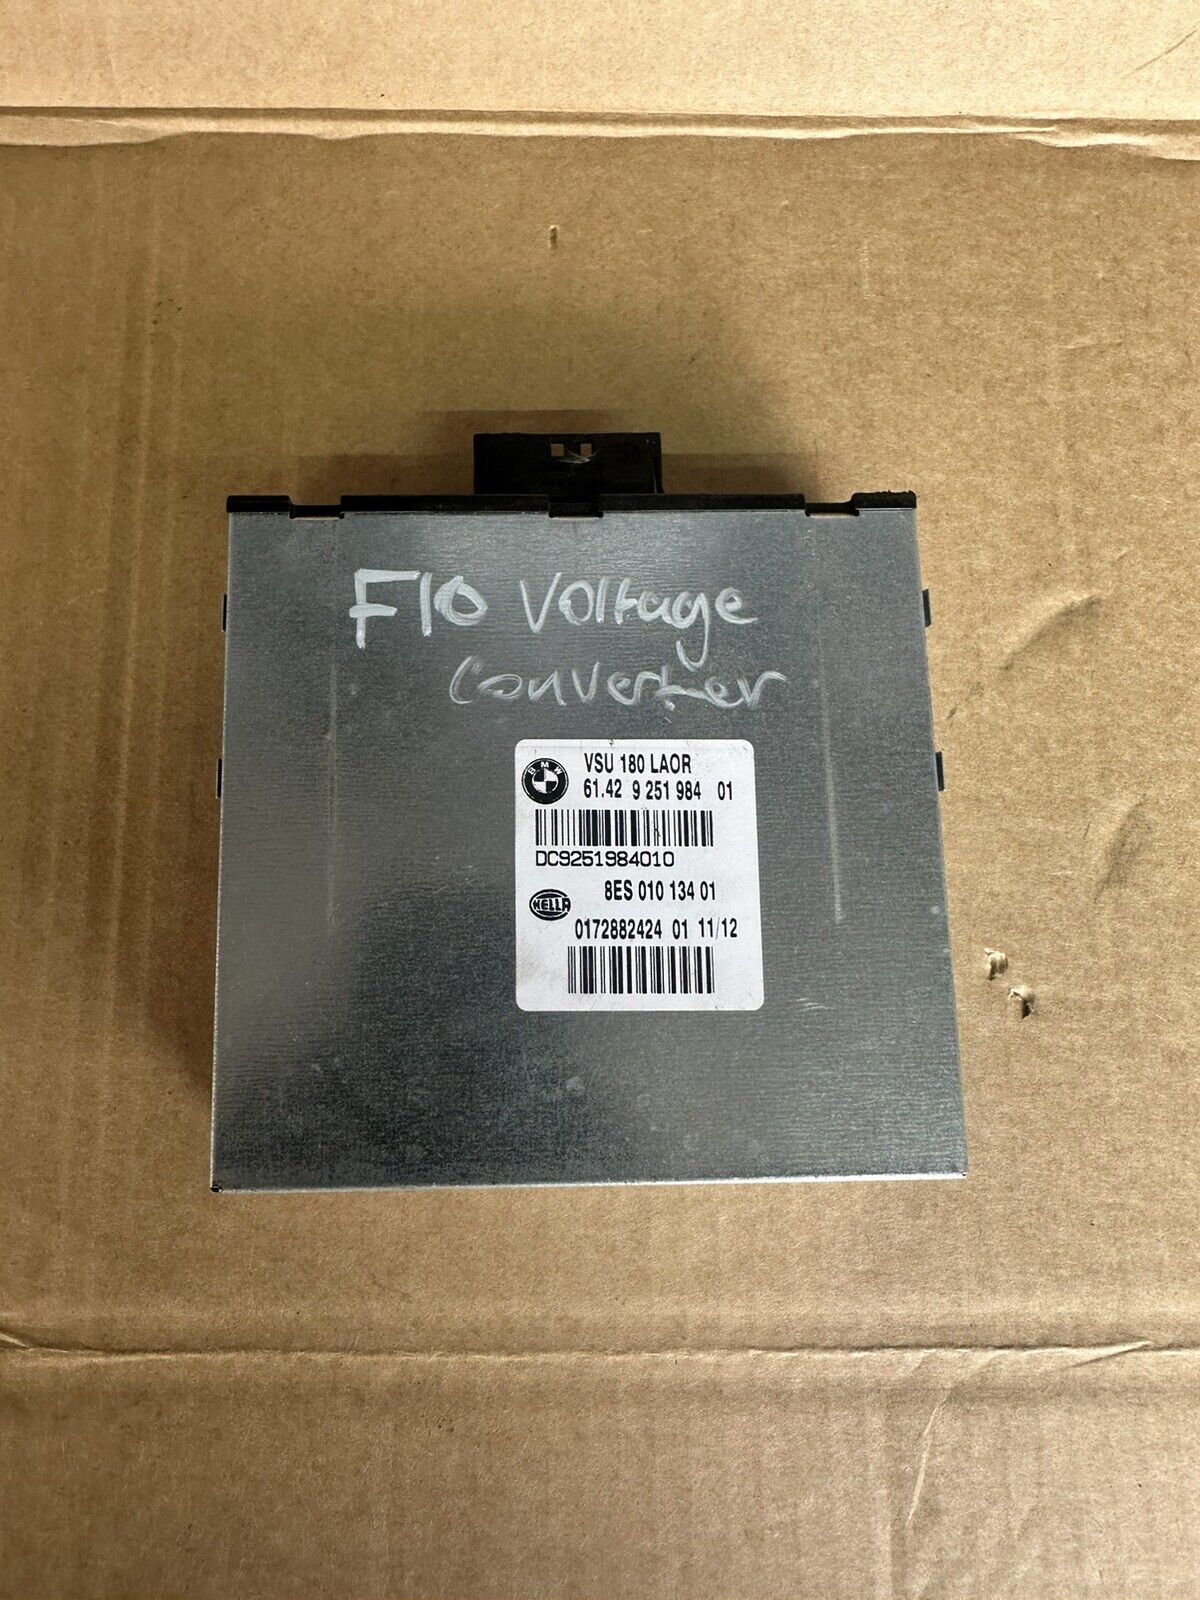 F10 Voltage
Converter
BMW
VSU 180 LAOR
61.42 9 251 984 01
DC9251984010
8ES 010 134 01
HELLA
0172882424 01 11/12